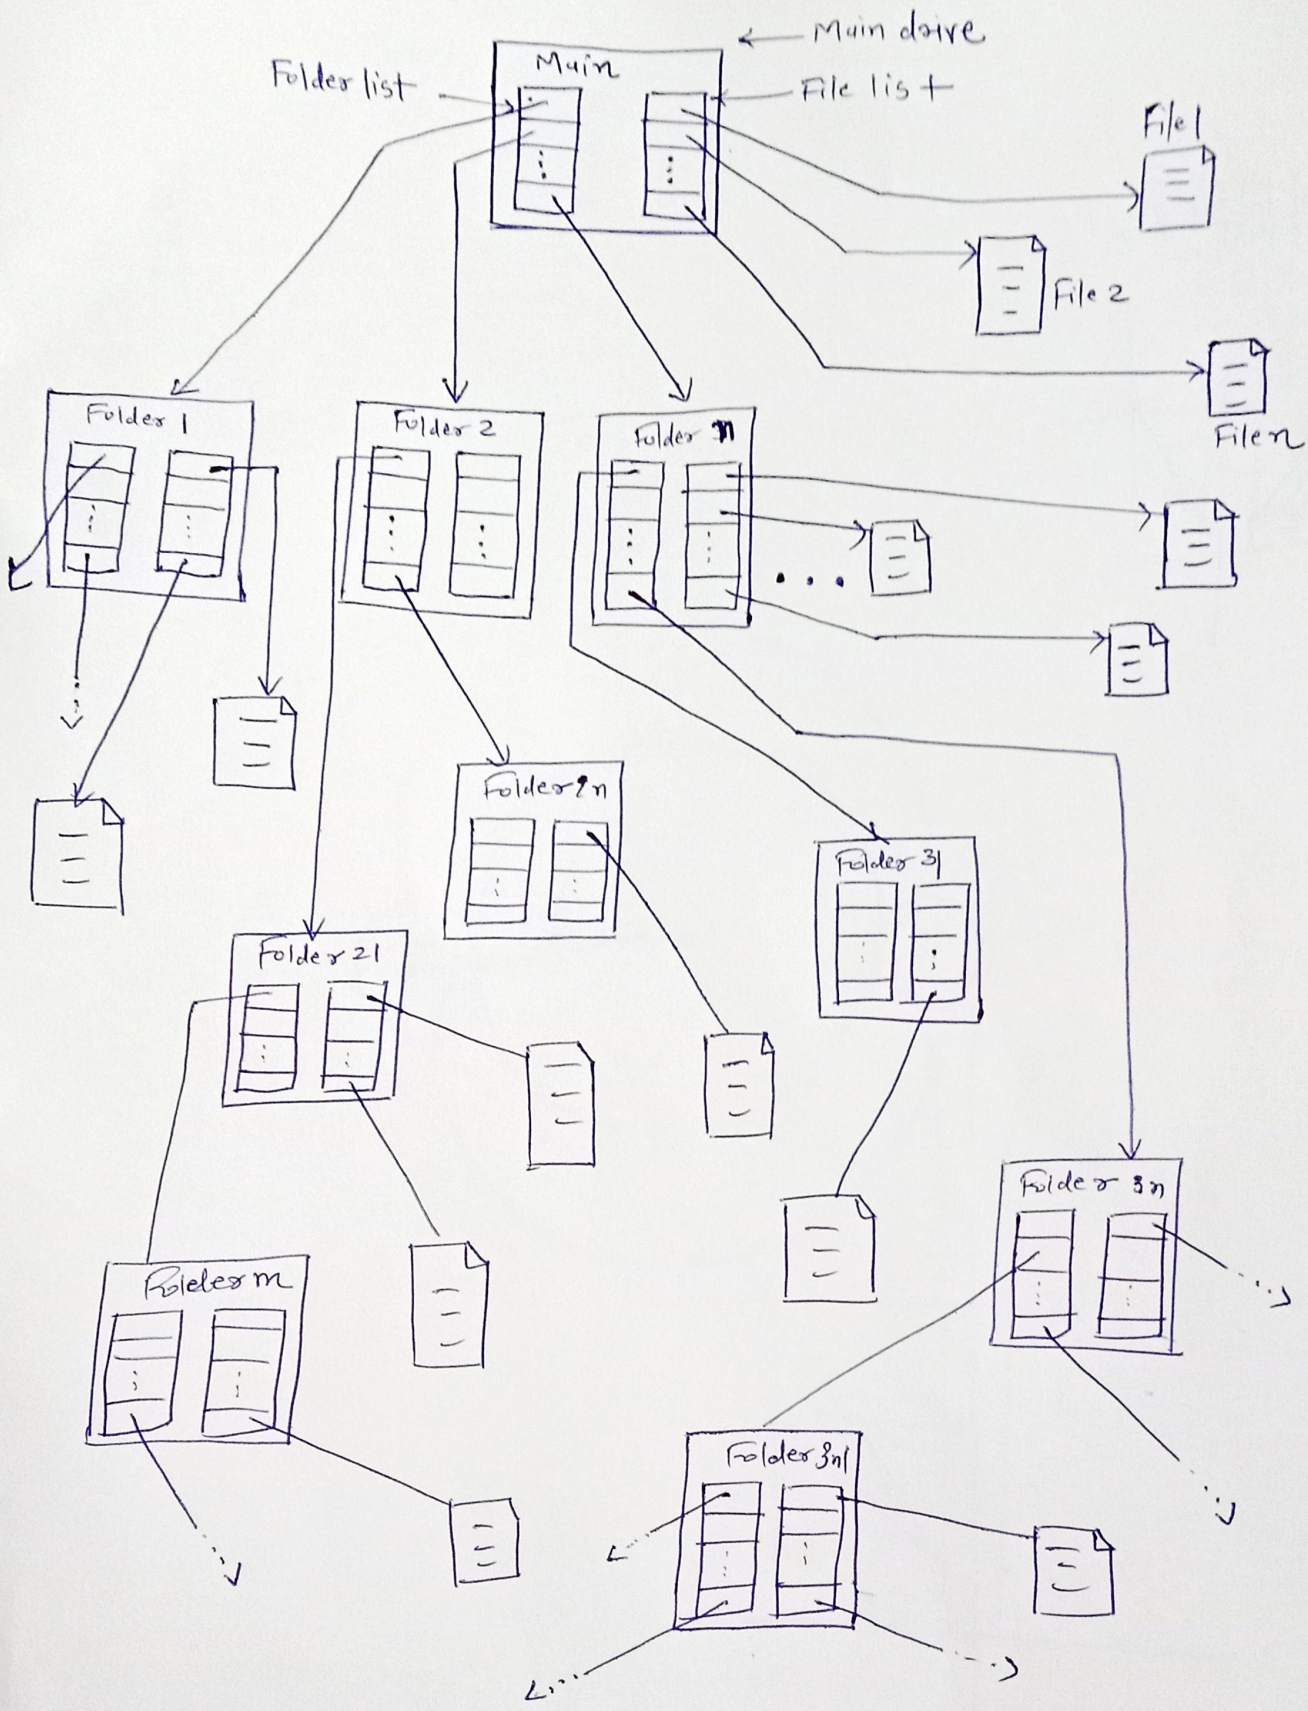 Main drive
Main
Folder list
File list
File 1
File 2
File n
Folder 1
Folder 2
Folder n
Folder 2n
Folder 31
Folder 21
Folder 3n
Folder m
Folder 3n1